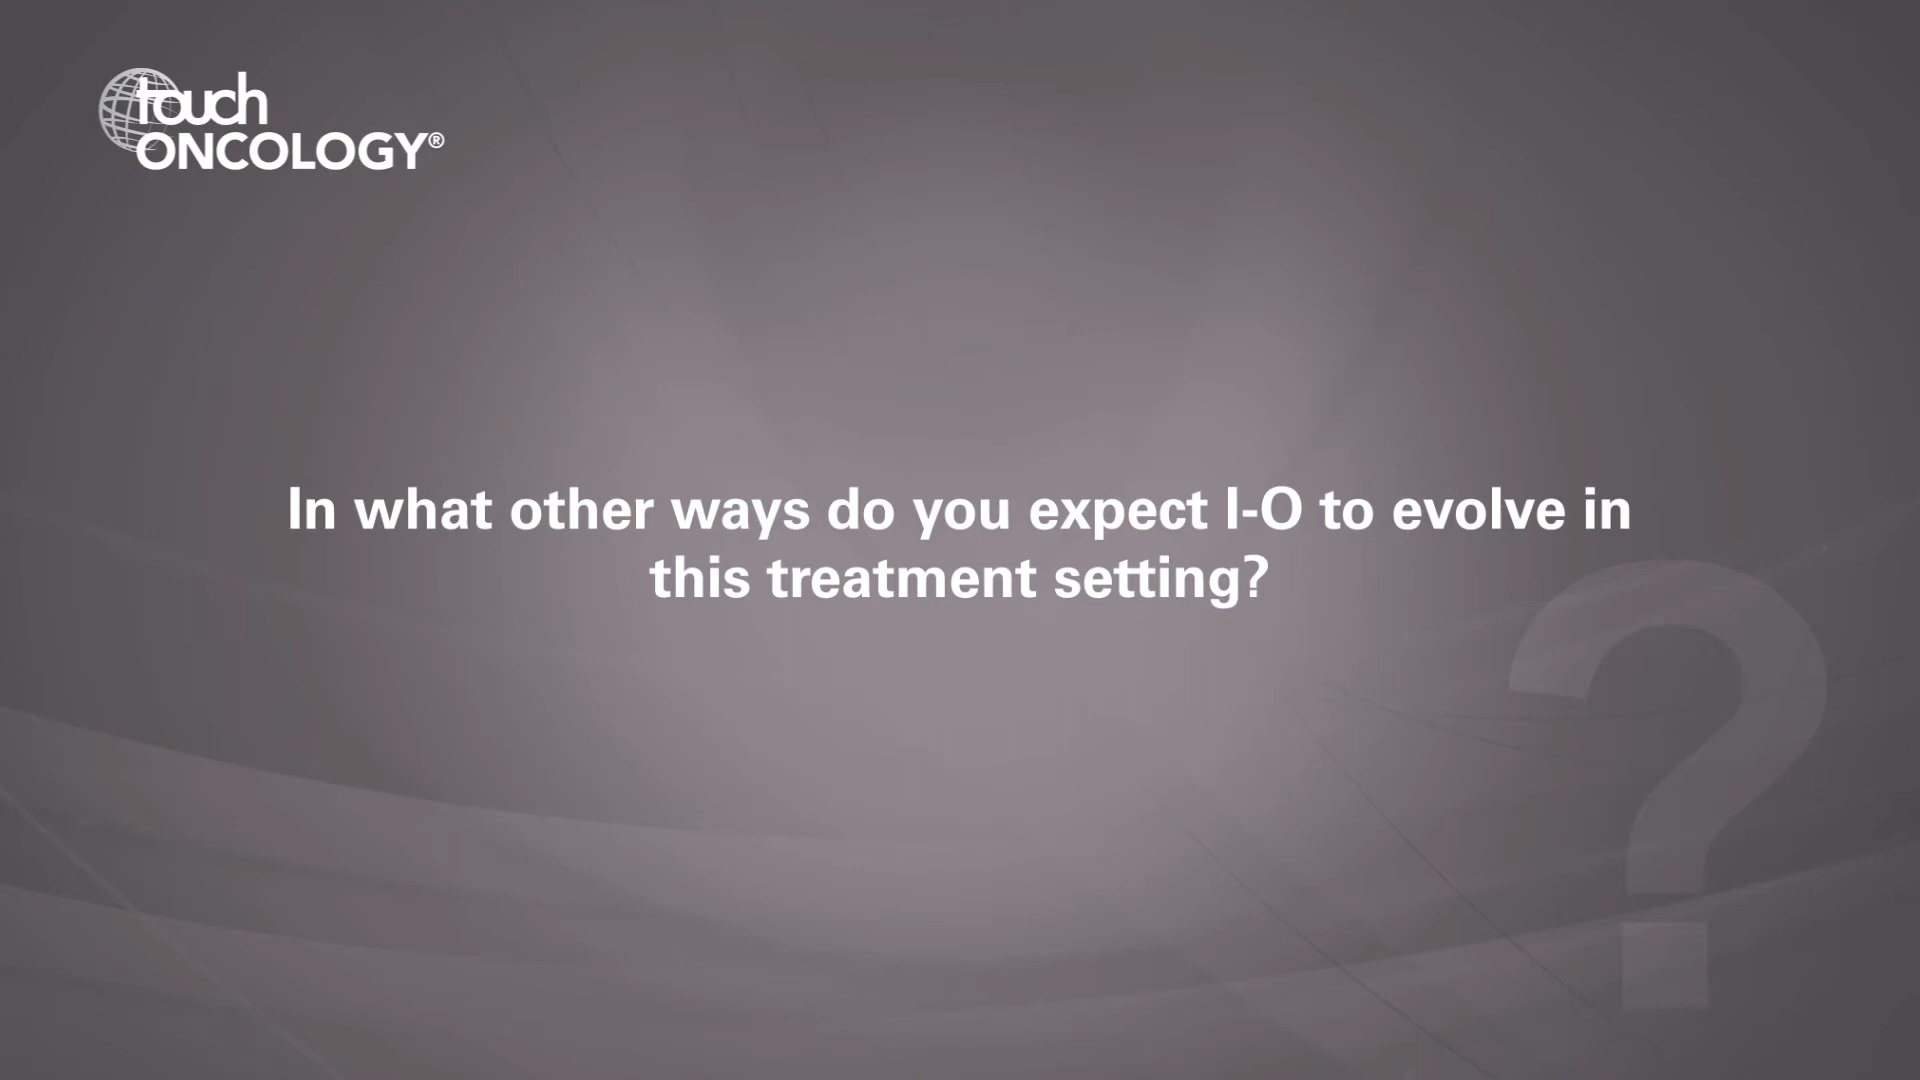 touch
ONCOLOGY®
In what other ways do you expect I-O to evolve in
this treatment setting?
?